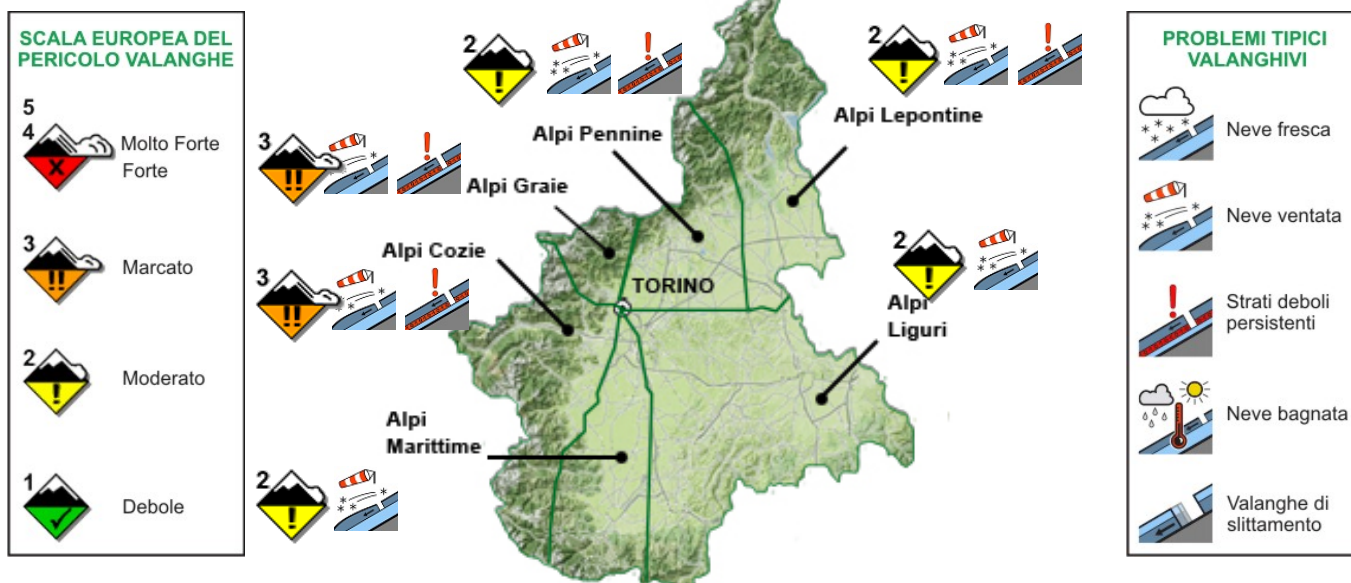 SCALA EUROPEA DEL
PERICOLO VALANGHE
5
4
Molto Forte
Forte
3
Marcato
2
Moderato
1
Debole
2
2
3
Alpi Pennine
Alpi Lepontine
Alpi Graie
Alpi Cozie
3
TORINO
2
Alpi
Liguri
Alpi
Marittime
2
PROBLEMI TIPICI
VALANGHIVI
Neve fresca
Neve ventata
Strati deboli
persistenti
Neve bagnata
Valanghe di
slittamento